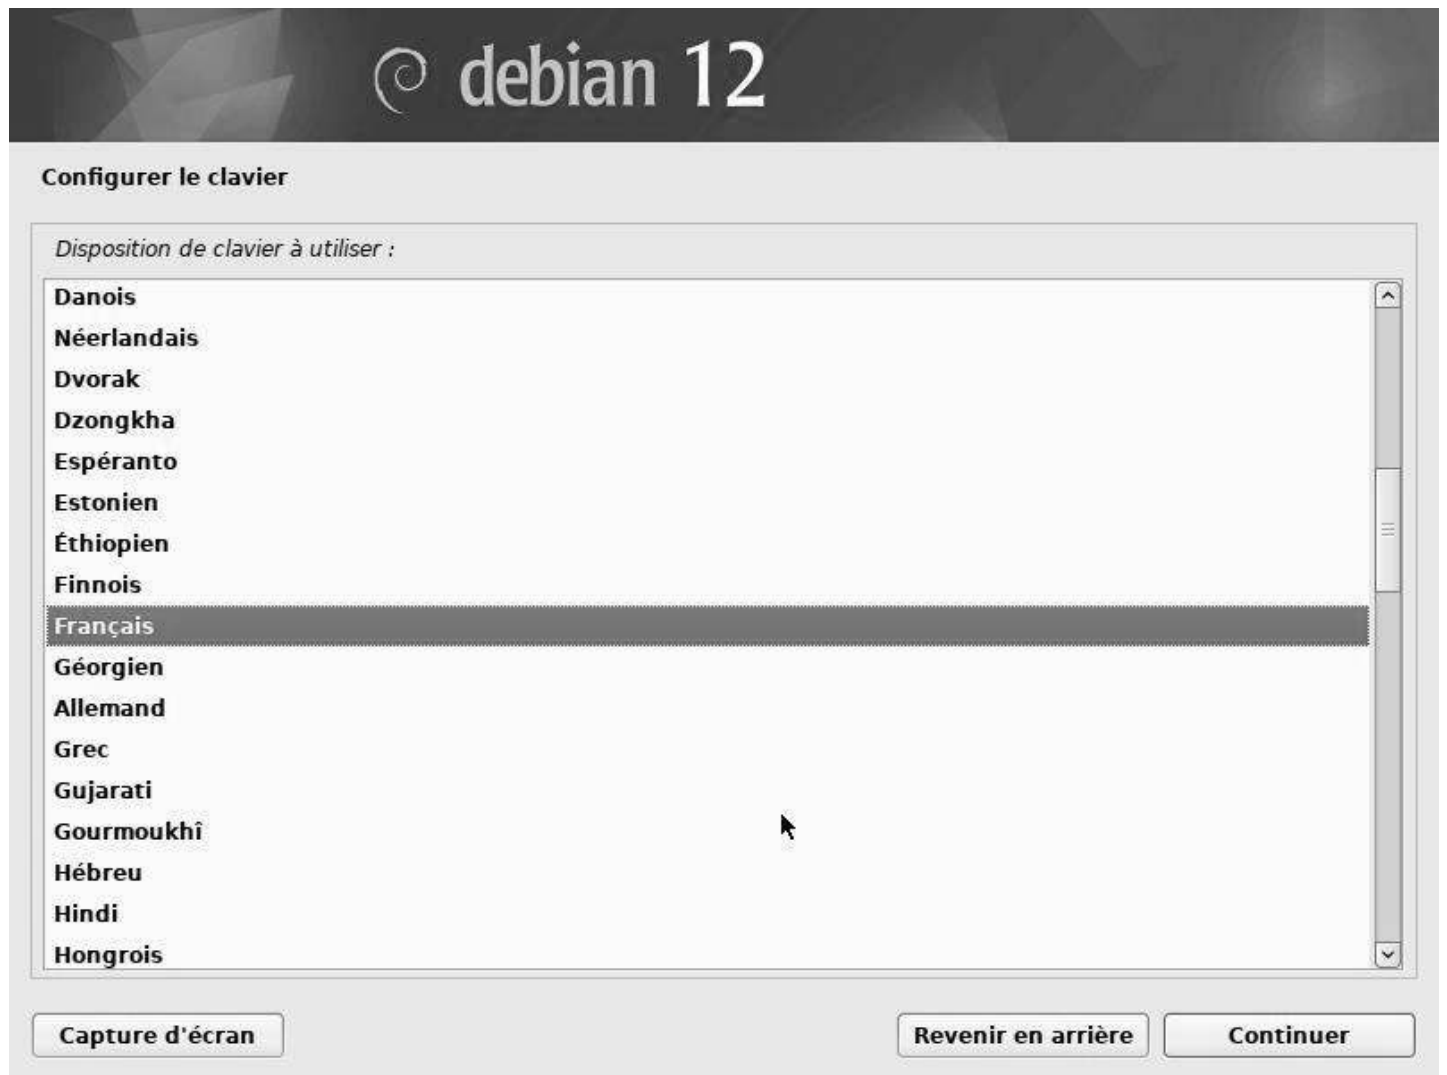 debian 12
Configurer le clavier
Disposition de clavier à utiliser :
Danois
Néerlandais
Dvorak
Dzongkha
Espéranto
Estonien
Éthiopien
Finnois
Français
Géorgien
Allemand
Grec
Gujarati
Gourmoukhî
Hébreu
Hindi
Hongrois
Capture d'écran
Revenir en arrière
Continuer